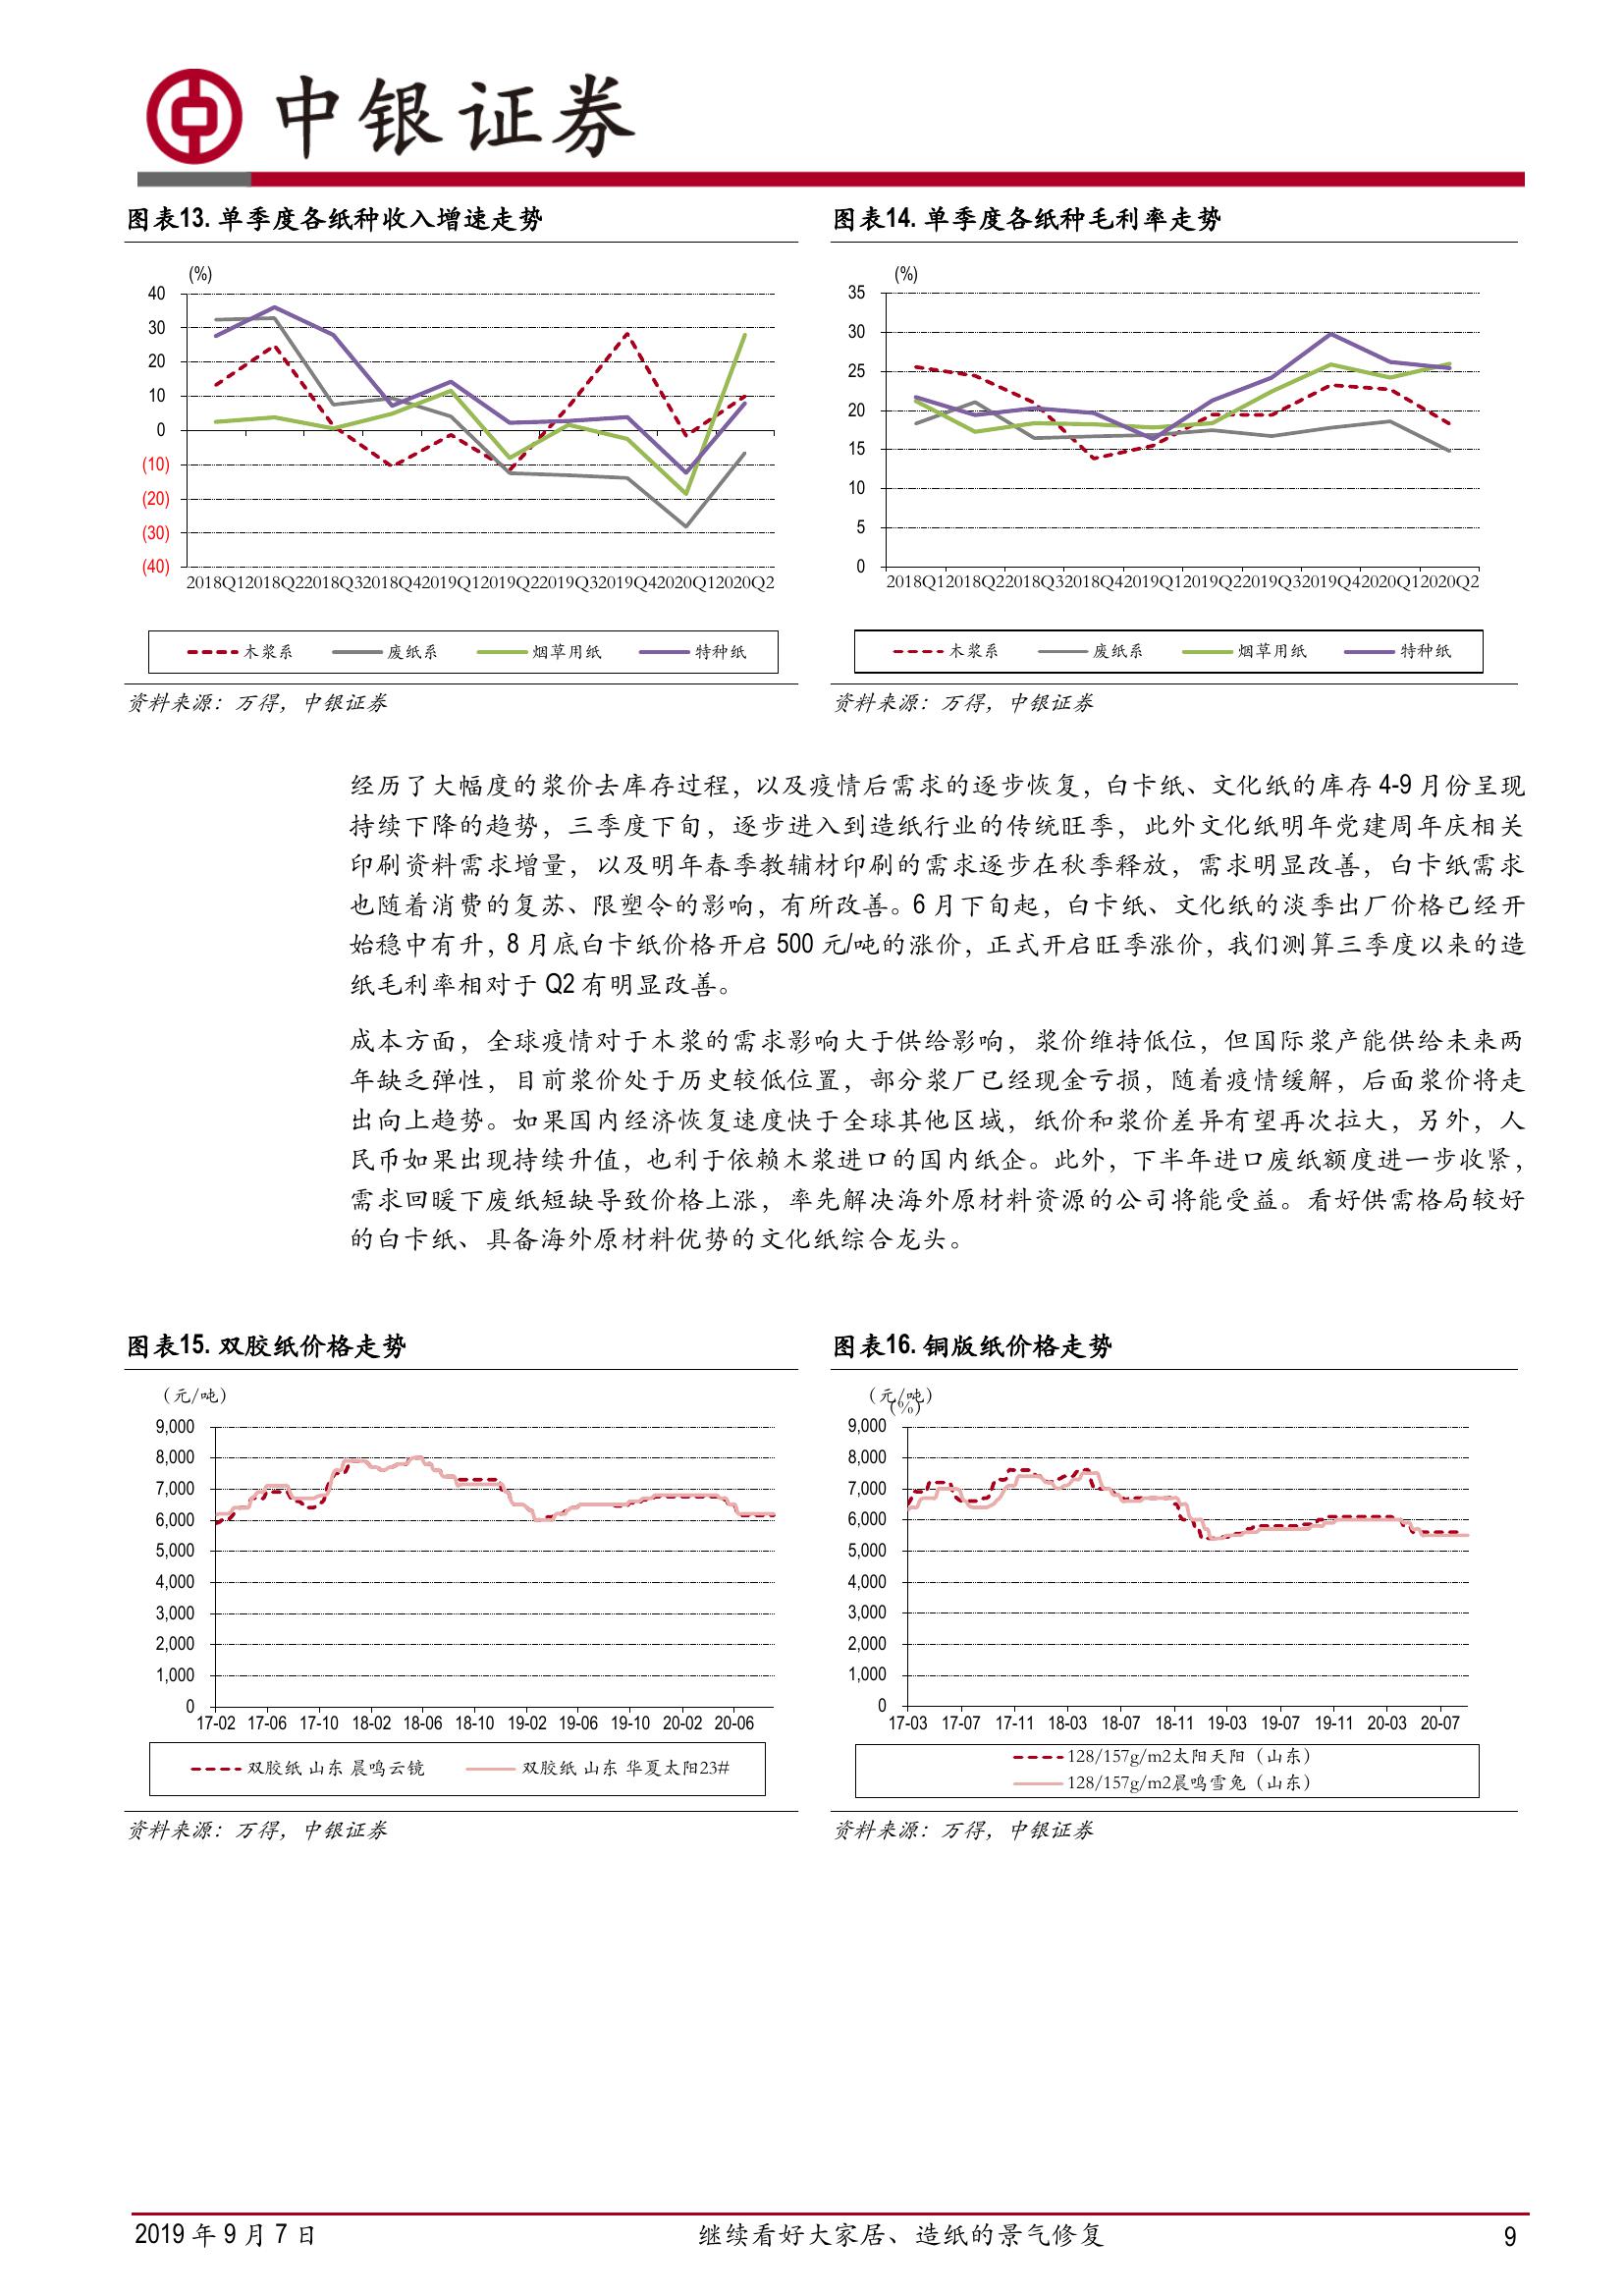 中银证券
图表13. 单季度各纸种收入增速走势
(%)
40
30
20
10
0
(10)
(20)
(30)
(40)
2018Q12018Q22018Q32018Q42019Q12019Q22019Q32019Q42020Q12020Q2
木浆系 废纸系 烟草用纸 特种纸
资料来源：万得，中银证券
图表14. 单季度各纸种毛利率走势
(%)
35
30
25
20
15
10
5
0
2018Q12018Q22018Q32018Q42019Q12019Q22019Q32019Q42020Q12020Q2
木浆系 废纸系 烟草用纸 特种纸
资料来源：万得，中银证券
经历了大幅度的浆价去库存过程，以及疫情后需求的逐步恢复，白卡纸、文化纸的库存 4-9 月份呈现
持续下降的趋势，三季度下旬，逐步进入到造纸行业的传统旺季，此外文化纸明年党建周年庆相关
印刷资料需求增量，以及明年春季教辅材印刷的需求逐步在秋季释放，需求明显改善，白卡纸需求
也随着消费的复苏、限塑令的影响，有所改善。6 月下旬起，白卡纸、文化纸的淡季出厂价格已经开
始稳中有升，8 月底白卡纸价格开启 500 元/吨的涨价，正式开启旺季涨价，我们测算三季度以来的造
纸毛利率相对于 Q2 有明显改善。
成本方面，全球疫情对于木浆的需求影响大于供给影响，浆价维持低位，但国际浆产能供给未来两
年缺乏弹性，目前浆价处于历史较低位置，部分浆厂已经现金亏损，随着疫情缓解，后面浆价将走
出向上趋势。如果国内经济恢复速度快于全球其他区域，纸价和浆价差异有望再次拉大，另外，人
民币如果出现持续升值，也利于依赖木浆进口的国内纸企。此外，下半年进口废纸额度进一步收紧，
需求回暖下废纸短缺导致价格上涨，率先解决海外原材料资源的公司将能受益。看好供需格局较好
的白卡纸、具备海外原材料优势的文化纸综合龙头。
图表15. 双胶纸价格走势
（元/吨）
9,000
8,000
7,000
6,000
5,000
4,000
3,000
2,000
1,000
0
17-02 17-06 17-10 18-02 18-06 18-10 19-02 19-06 19-10 20-02 20-06
双胶纸 山东 晨鸣云镜 双胶纸 山东 华夏太阳23#
资料来源：万得，中银证券
图表16. 铜版纸价格走势
（元/吨）
(%)
9,000
8,000
7,000
6,000
5,000
4,000
3,000
2,000
1,000
0
17-03 17-07 17-11 18-03 18-07 18-11 19-03 19-07 19-11 20-03 20-07
128/157g/m2太阳天阳（山东）
128/157g/m2晨鸣雪兔（山东）
资料来源：万得，中银证券
2019 年 9 月 7 日 继续看好大家居、造纸的景气修复 9